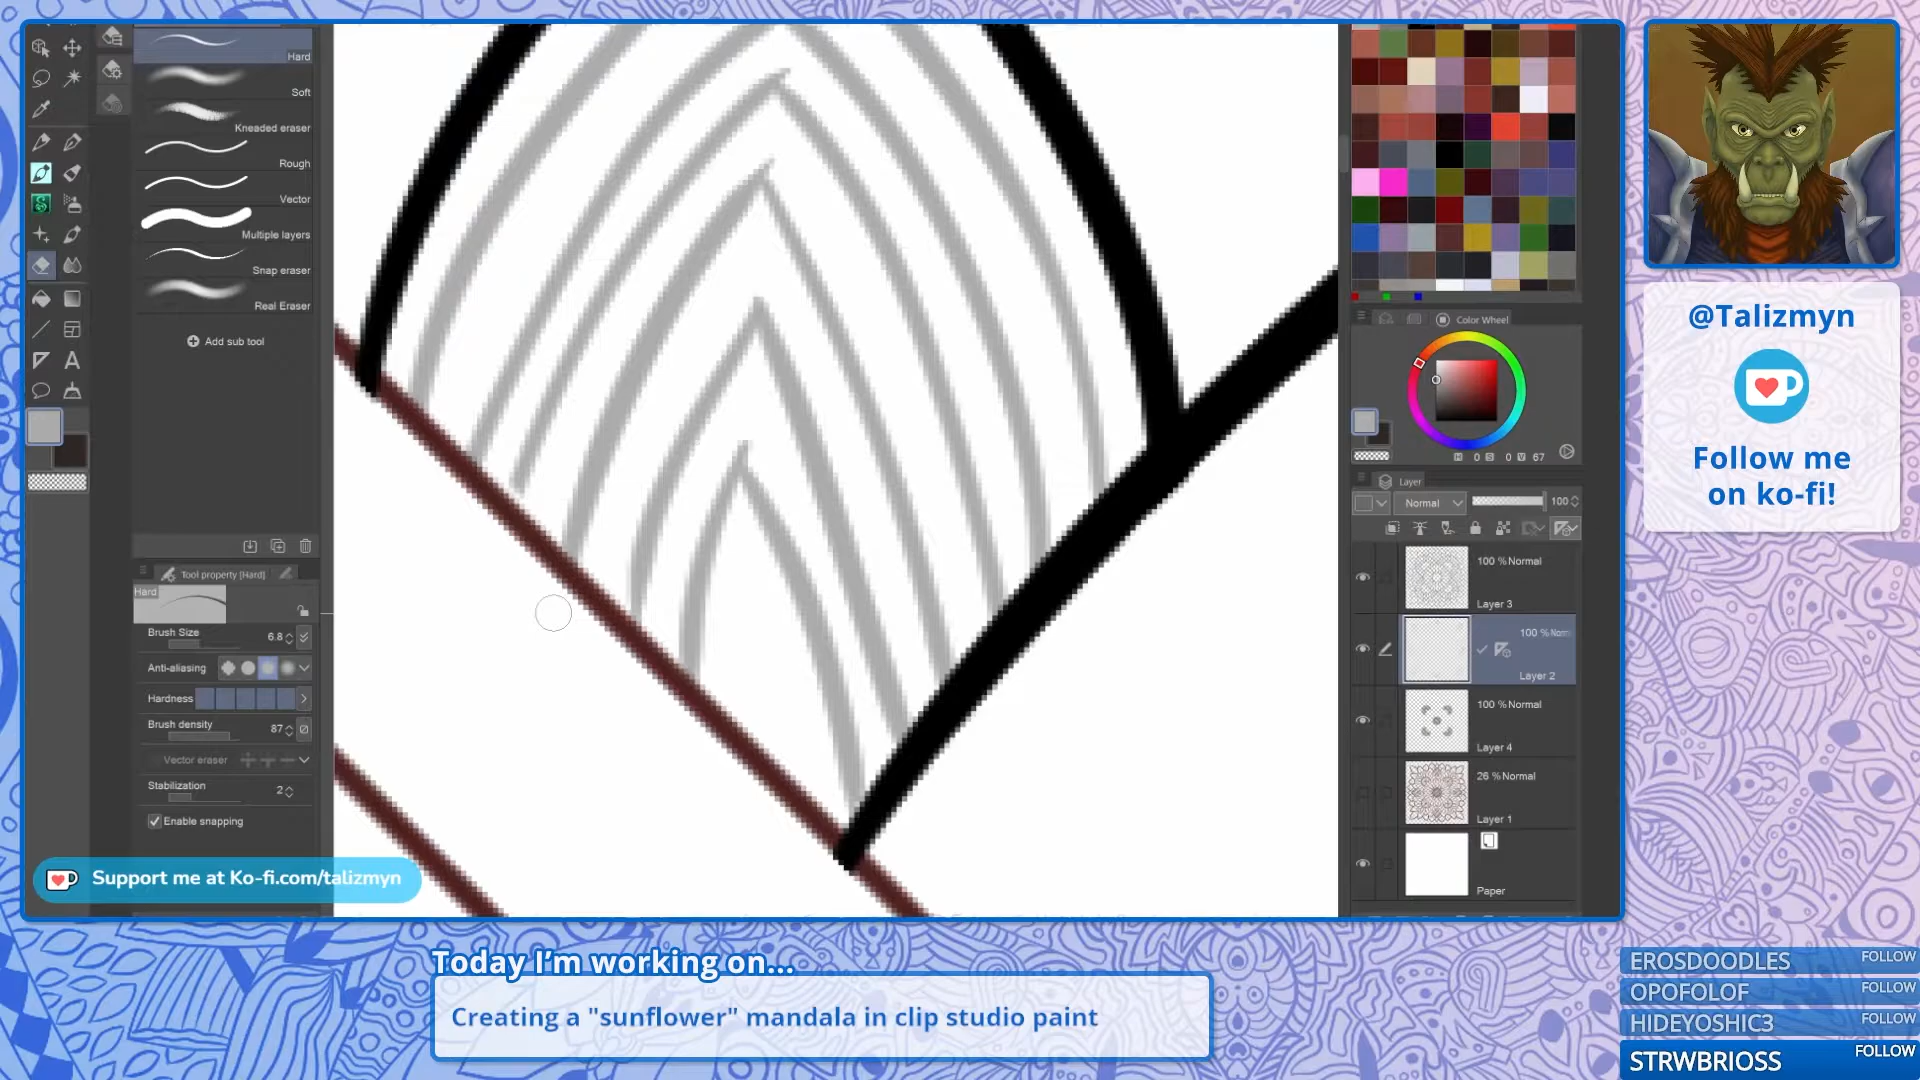 Hard
Soft
Kneaded eraser
Rough
Vector
Multiple layers
Snap eraser
Real Eraser
Add sub tool
Tool property [Hard]
Hard
Brush Size 6.8
Anti-aliasing
Hardness
Brush density 87
Vector eraser
Stabilization 2
Enable snapping
Support me at Ko-fi.com/talizmyn
Color Wheel
H 0 S 0 V 67
Layer
Normal 100
100 % Normal
Layer 3
100 % Norm
Layer 2
100 % Normal
Layer 4
26 % Normal
Layer 1
Paper
@Talizmyn
Follow me
on ko-fi!
Today I'm working on...
Creating a "sunflower" mandala in clip studio paint
EROSDOODLES FOLLOW
OPOFOLOF FOLLOW
HIDEYOSHIC3 FOLLOW
STRWBRIOSS FOLLOW